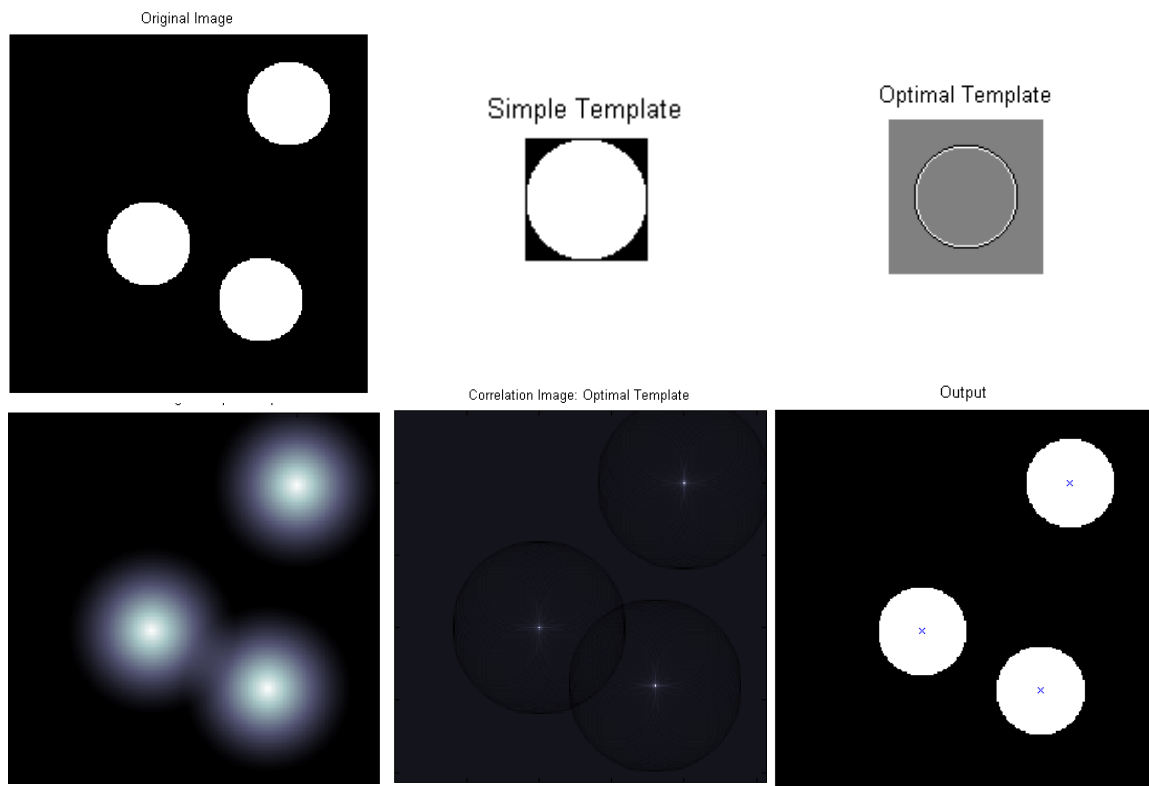 Original Image
Simple Template
Optimal Template
Correlation Image: Optimal Template
Output